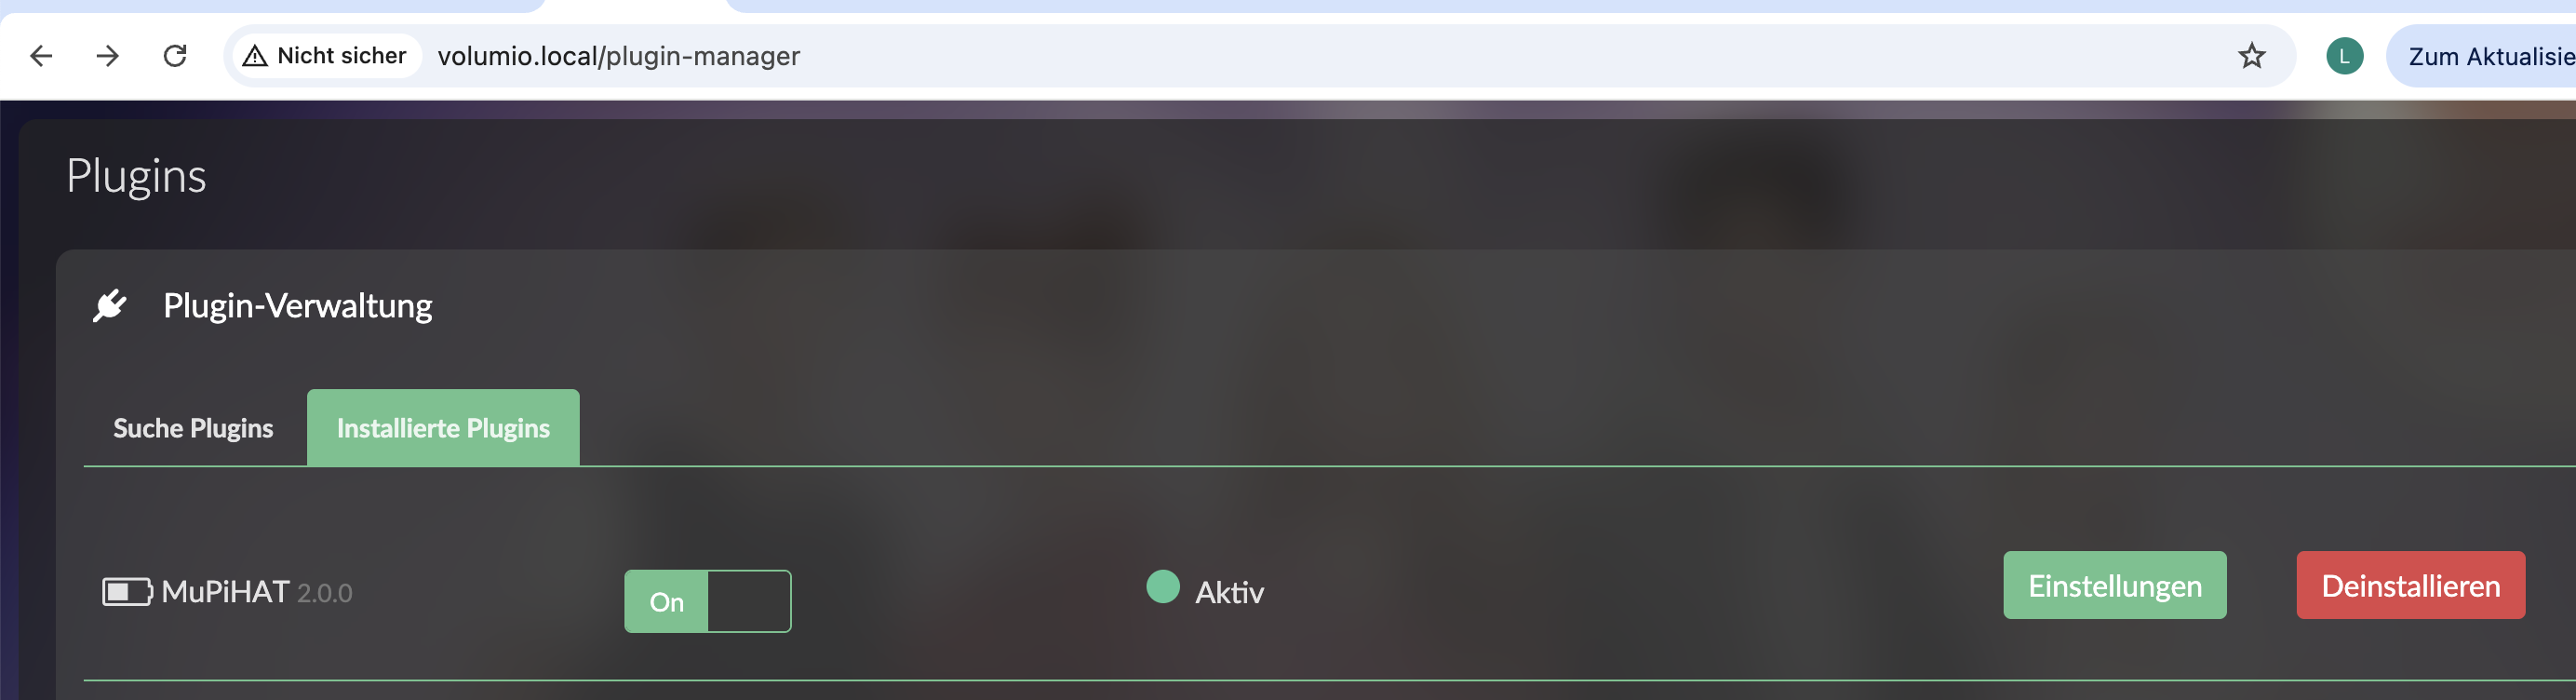 Nicht sicher volumio.local/plugin-manager L Zum Aktualisie
Plugins
Plugin-Verwaltung
Suche Plugins Installierte Plugins
MuPiHAT 2.0.0 On Aktiv Einstellungen Deinstallieren